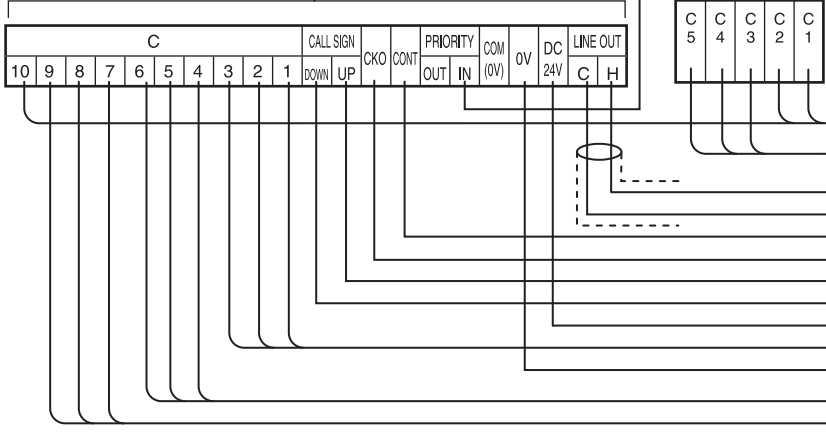 C CALL SIGN CKO CONT PRIORITY COM (0V) 0V DC 24V LINE OUT
10 9 8 7 6 5 4 3 2 1 DOWN UP OUT IN C H
C 5 C 4 C 3 C 2 C 1